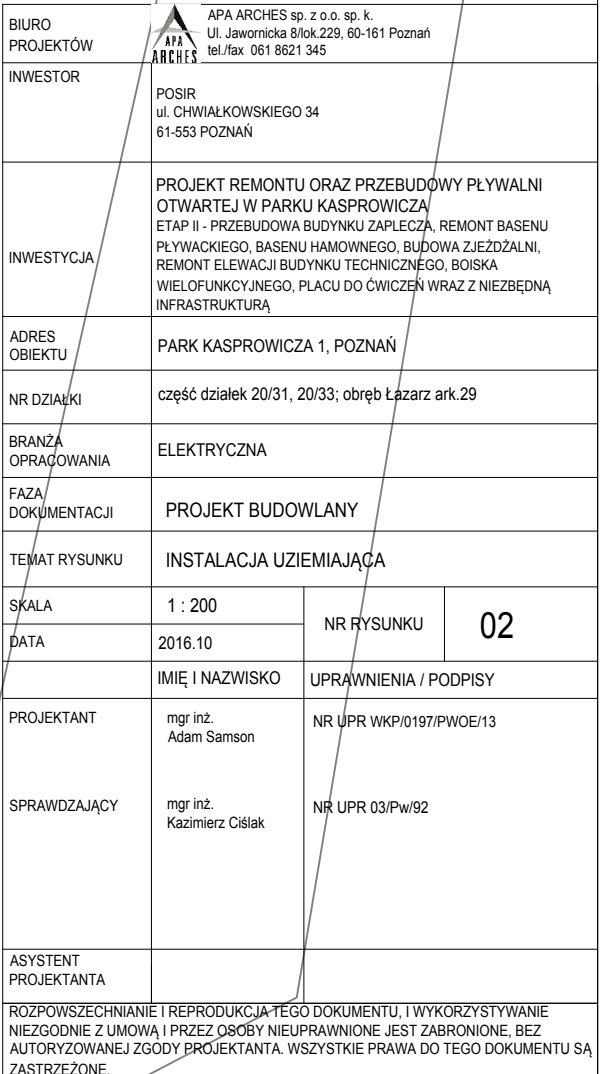 BIURO
PROJEKTÓW
APA
ARCHES
APA ARCHES sp. z o.o. sp. k.
Ul. Jawornicka 8/lok.229, 60-161 Poznań
tel./fax 061 8621 345
INWESTOR
POSIR
ul. CHWIAŁKOWSKIEGO 34
61-553 POZNAŃ
INWESTYCJA
PROJEKT REMONTU ORAZ PRZEBUDOWY PŁYWALNI
OTWARTEJ W PARKU KASPROWICZA
ETAP II - PRZEBUDOWA BUDYNKU ZAPLECZA, REMONT BASENU
PŁYWACKIEGO, BASENU HAMOWNEGO, BUDOWA ZJEŻDŻALNI,
REMONT ELEWACJI BUDYNKU TECHNICZNEGO, BOISKA
WIELOFUNKCYJNEGO, PLACU DO ĆWICZEŃ WRAZ Z NIEZBĘDNĄ
INFRASTRUKTURĄ
ADRES
OBIEKTU
PARK KASPROWICZA 1, POZNAŃ
NR DZIAŁKI
część działek 20/31, 20/33; obręb Łazarz ark.29
BRANŻA
OPRACOWANIA
ELEKTRYCZNA
FAZA
DOKUMENTACJI
PROJEKT BUDOWLANY
TEMAT RYSUNKU
INSTALACJA UZIEMIAJĄCA
SKALA
1 : 200
NR RYSUNKU
02
DATA
2016.10
IMIĘ I NAZWISKO
UPRAWNIENIA / PODPISY
PROJEKTANT
mgr inż.
Adam Samson
NR UPR WKP/0197/PWOE/13
SPRAWDZAJĄCY
mgr inż.
Kazimierz Ciślak
NR UPR 03/Pw/92
ASYSTENT
PROJEKTANTA
ROZPOWSZECHNIANIE I REPRODUKCJA TEGO DOKUMENTU, I WYKORZYSTYWANIE
NIEZGODNIE Z UMOWĄ I PRZEZ OSOBY NIEUPRAWNIONE JEST ZABRONIONE, BEZ
AUTORYZOWANEJ ZGODY PROJEKTANTA. WSZYSTKIE PRAWA DO TEGO DOKUMENTU SĄ
ZASTRZEŻONE.